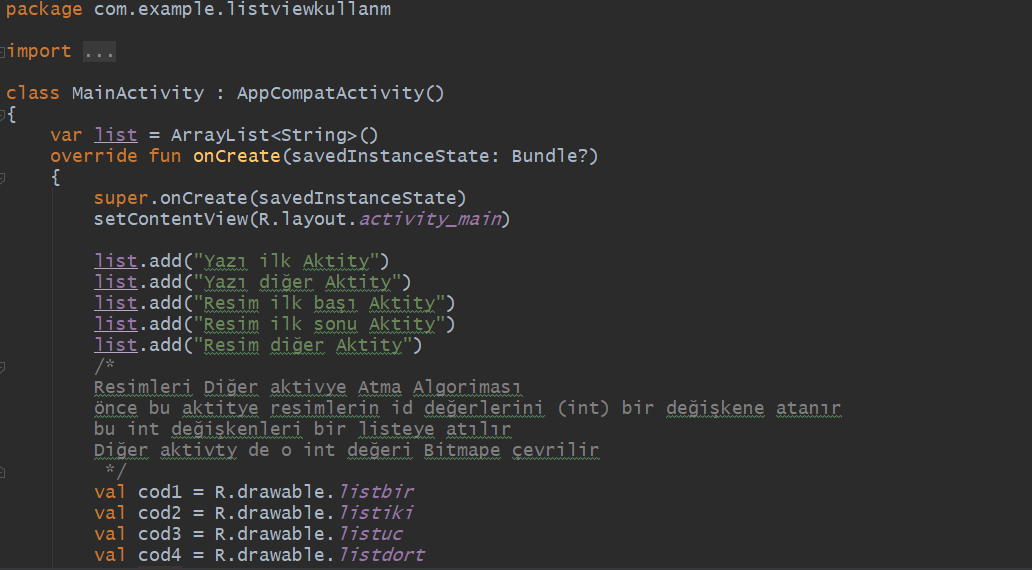 package com.example.listviewkullanm
import ...
class MainActivity : AppCompatActivity()
{
var list = ArrayList<String>()
override fun onCreate(savedInstanceState: Bundle?)
{
super.onCreate(savedInstanceState)
setContentView(R.layout.activity_main)
list.add("Yazı ilk Aktity")
list.add("Yazı diğer Aktity")
list.add("Resim ilk başı Aktity")
list.add("Resim ilk sonu Aktity")
list.add("Resim diğer Aktity")
/*
Resimleri Diğer aktivye Atma Algoriması
önce bu aktitye resimlerin id değerlerini (int) bir değişkene atanır
bu int değişkenleri bir listeye atılır
Diğer aktivty de o int değeri Bitmape çevrilir
*/
val cod1 = R.drawable.listbir
val cod2 = R.drawable.listiki
val cod3 = R.drawable.listuc
val cod4 = R.drawable.listdort